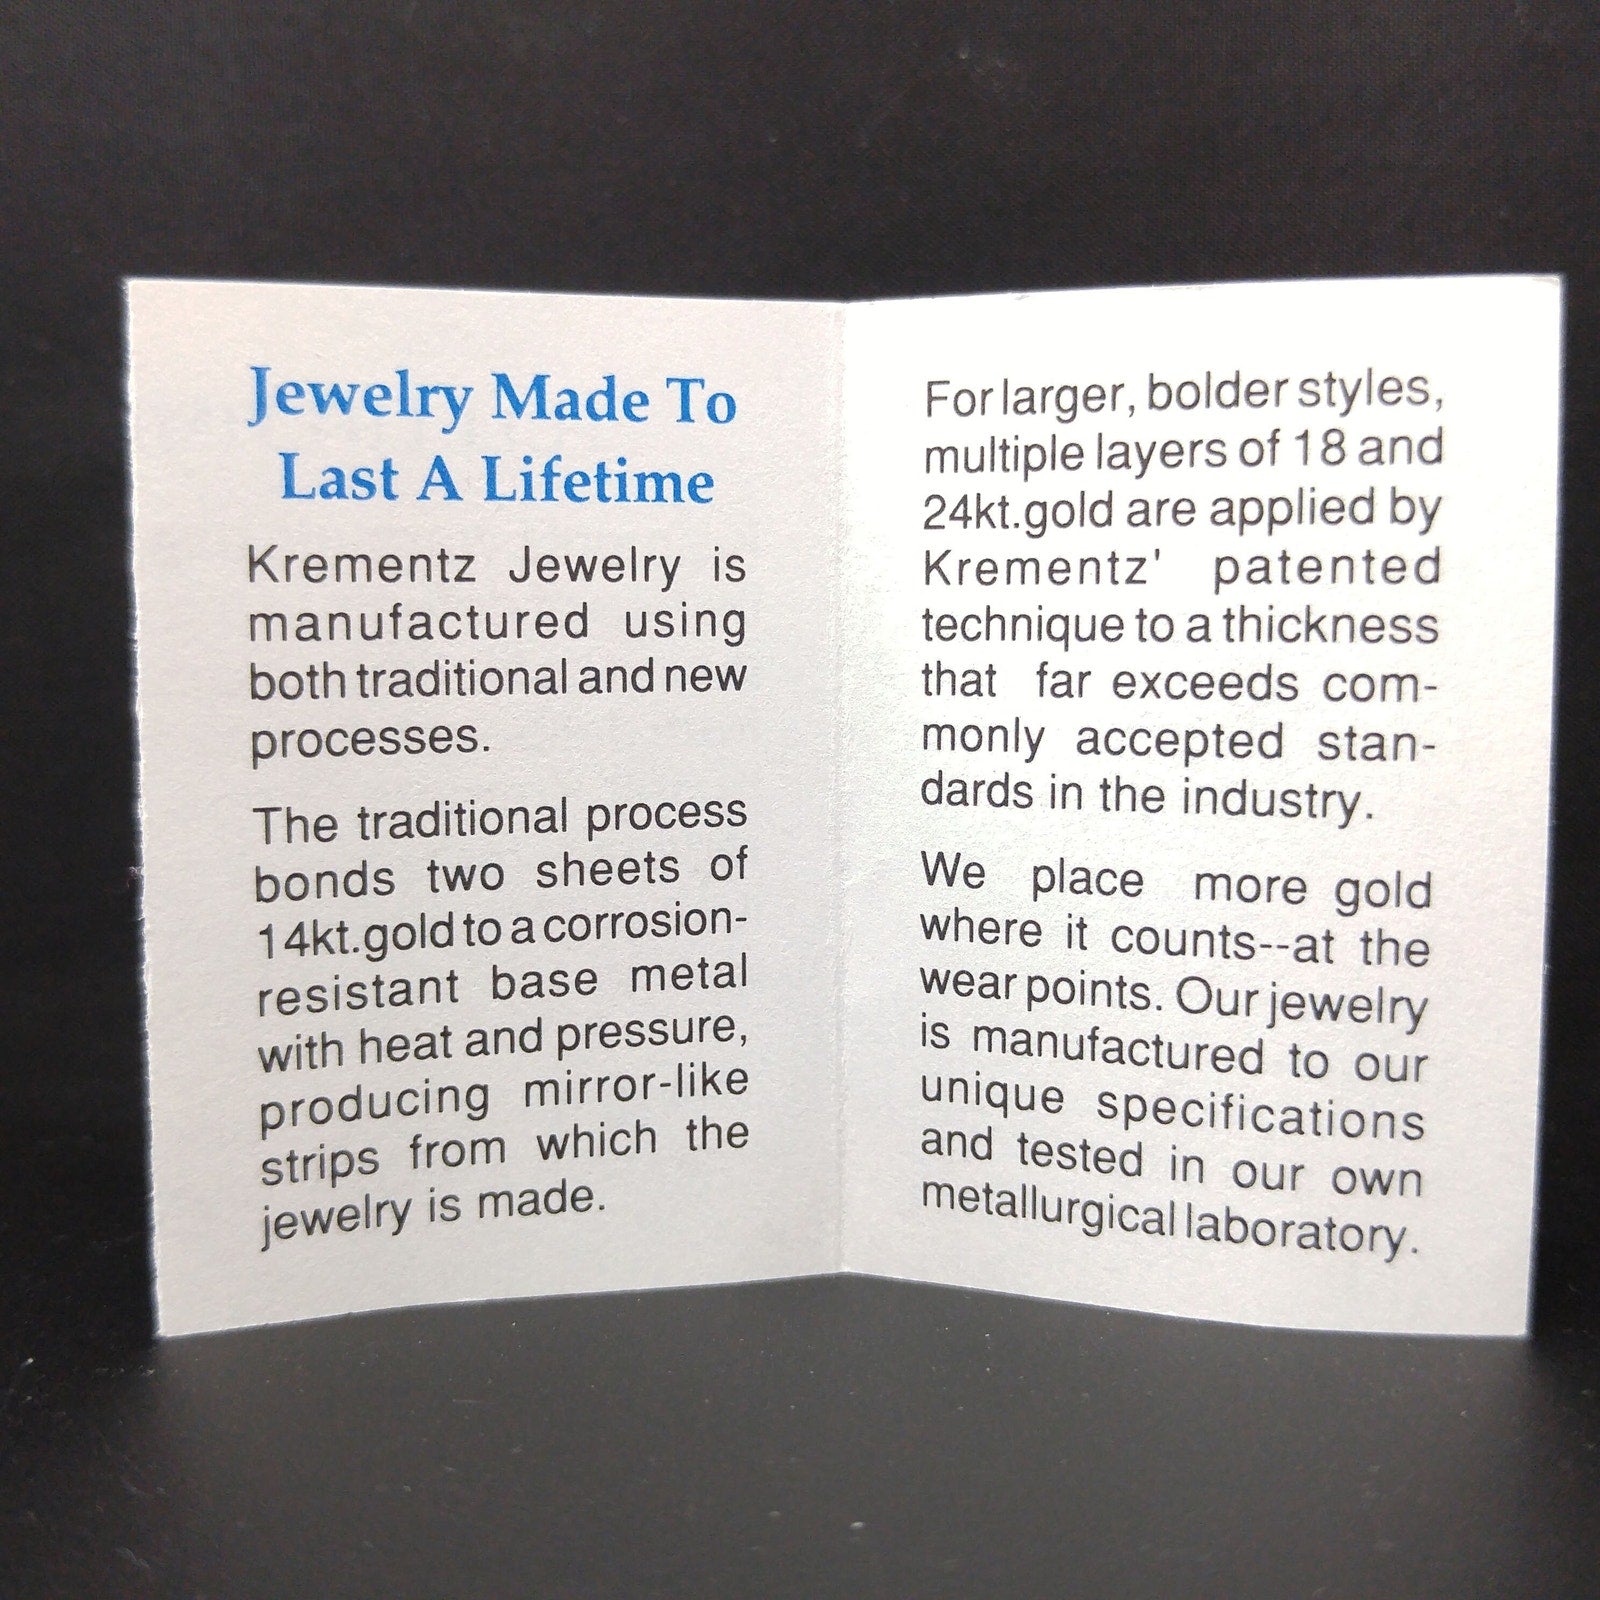 Jewelry Made To
Last A Lifetime
Krementz Jewelry is
manufactured using
both traditional and new
processes.
The traditional process
bonds two sheets of
14kt.gold to a corrosion-
resistant base metal
with heat and pressure,
producing mirror-like
strips from which the
jewelry is made.
For larger, bolder styles,
multiple layers of 18 and
24kt.gold are applied by
Krementz' patented
technique to a thickness
that far exceeds com-
monly accepted stan-
dards in the industry.
We place more gold
where it counts--at the
wear points. Our jewelry
is manufactured to our
unique specifications
and tested in our own
metallurgical laboratory.